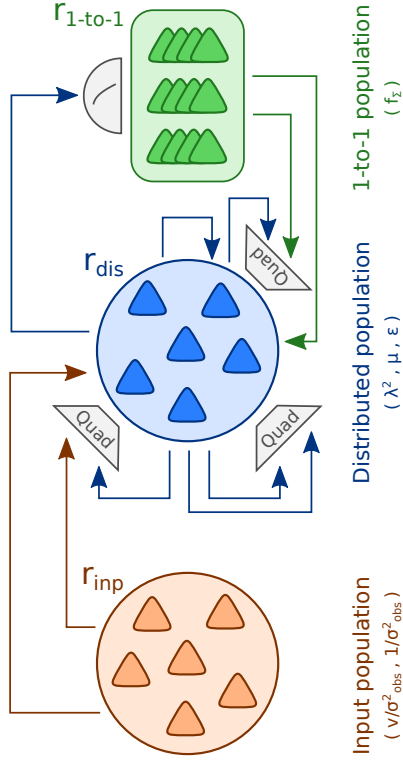 r1-to-1
1-to-1 population
( fΣ )
Quad
rdis
Distributed population
( λ² , μ , ε )
Quad
Quad
rinp
Input population
( v/σ²obs , 1/σ²obs )